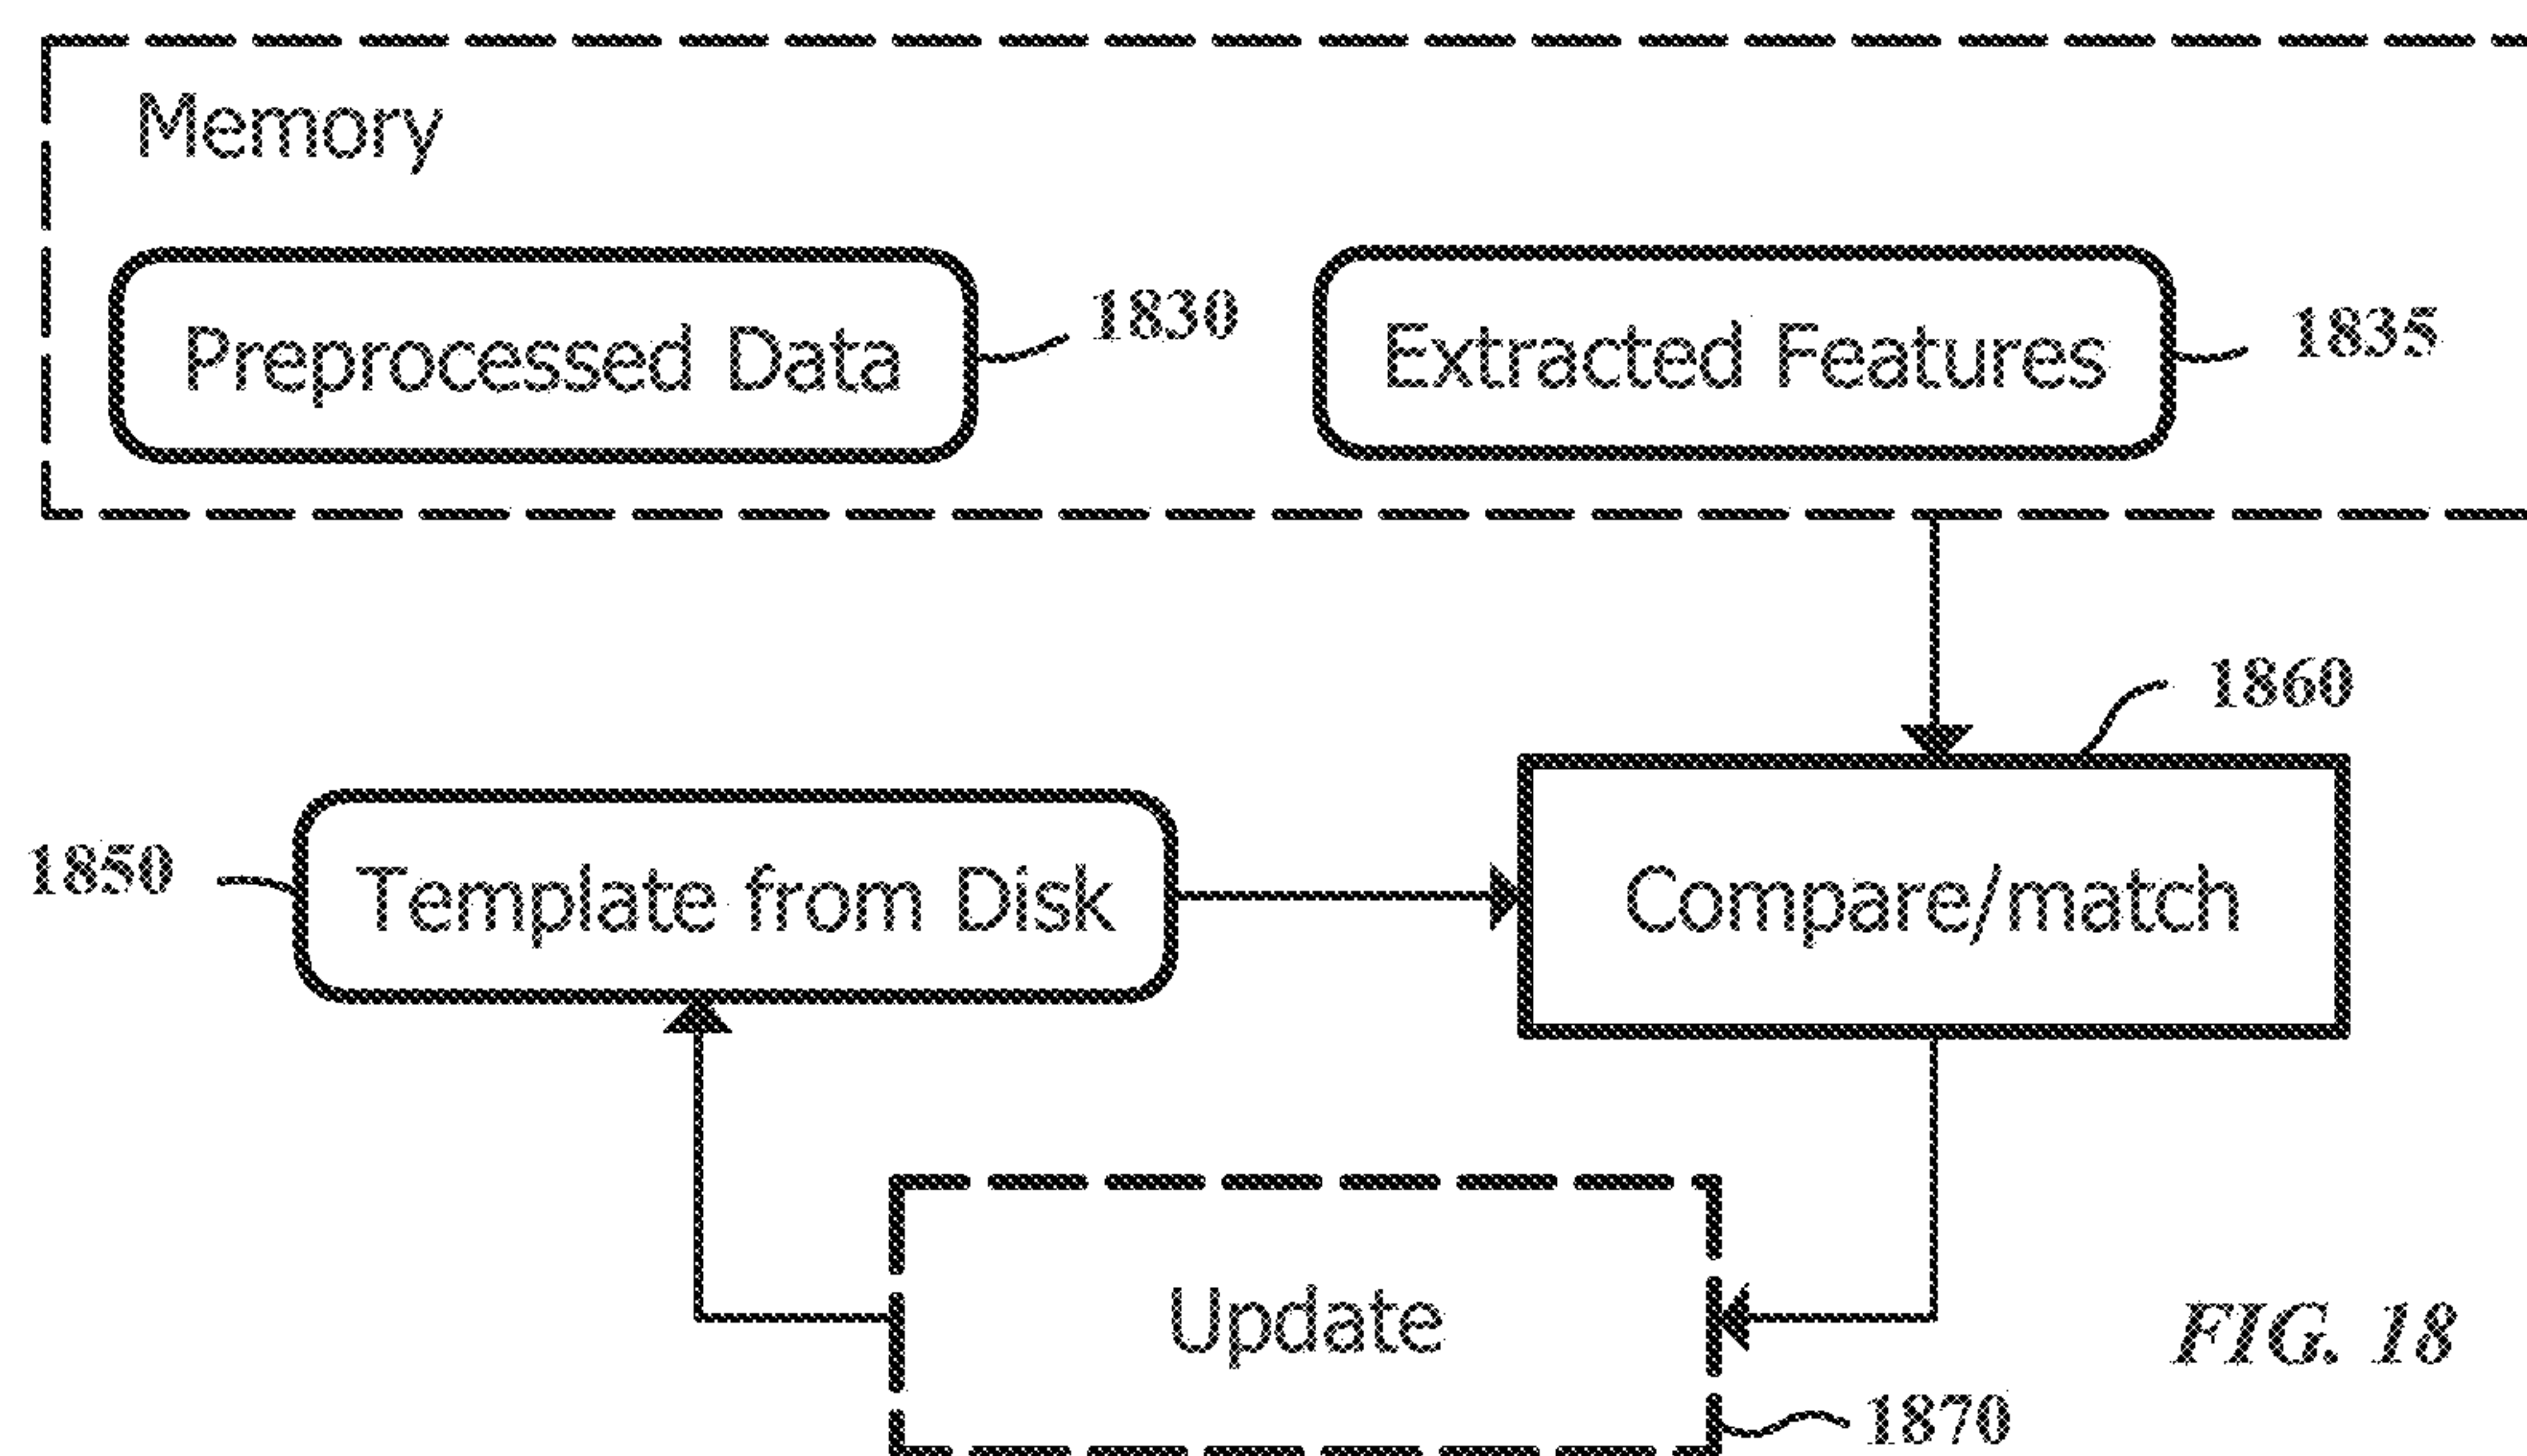 Memory
Preprocessed Data
1830
Extracted Features
1835
1860
1850
Template from Disk
Compare/match
Update
FIG. 18
1870